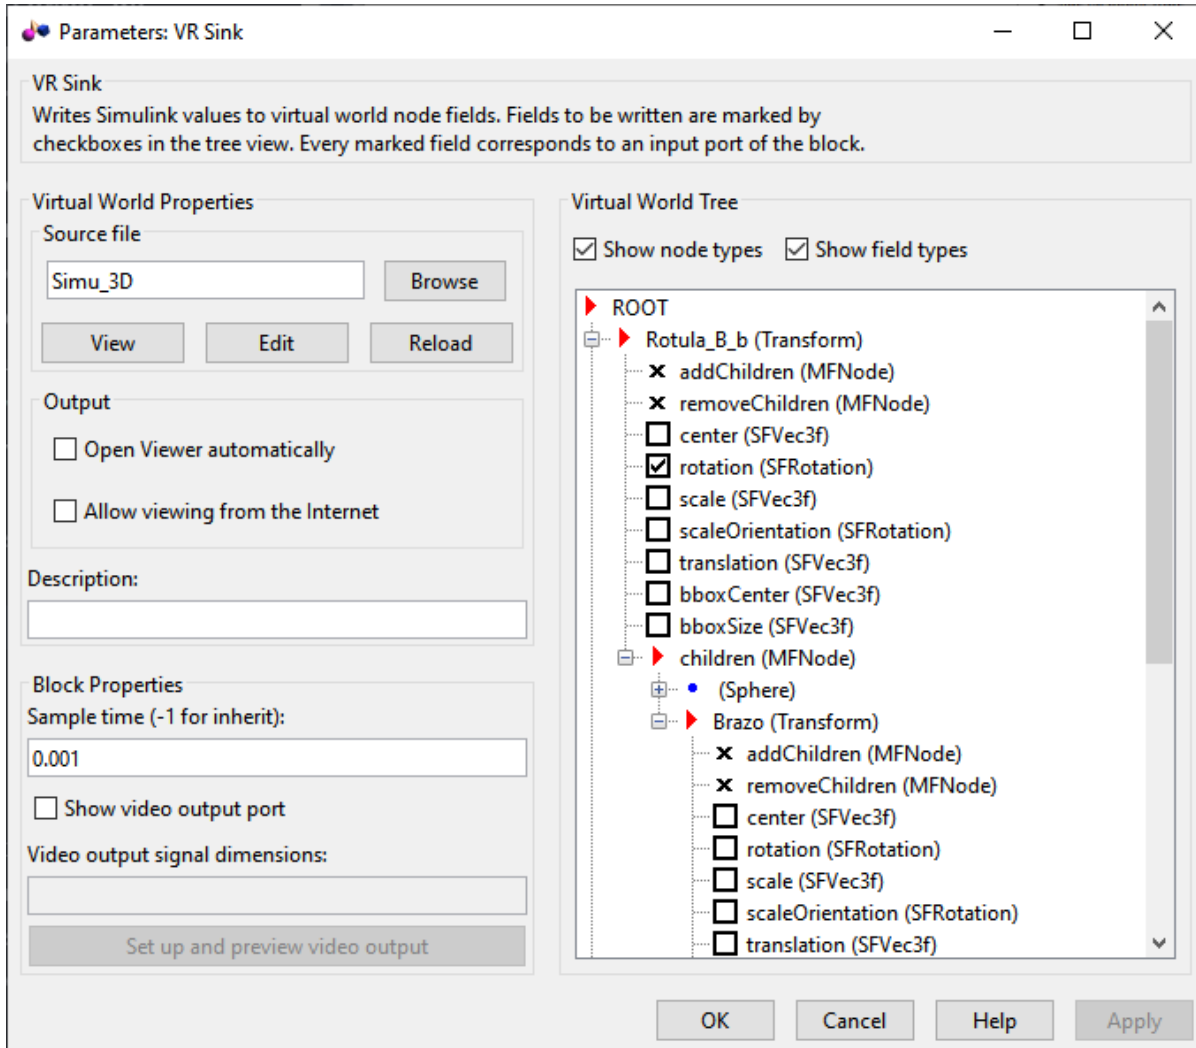 Parameters: VR Sink
VR Sink
Writes Simulink values to virtual world node fields. Fields to be written are marked by
checkboxes in the tree view. Every marked field corresponds to an input port of the block.
Virtual World Properties
Source file
Simu_3D
Browse
View
Edit
Reload
Output
Open Viewer automatically
Allow viewing from the Internet
Description:
Block Properties
Sample time (-1 for inherit):
0.001
Show video output port
Video output signal dimensions:
Set up and preview video output
Virtual World Tree
Show node types
Show field types
ROOT
Rotula_B_b (Transform)
addChildren (MFNode)
removeChildren (MFNode)
center (SFVec3f)
rotation (SFRotation)
scale (SFVec3f)
scaleOrientation (SFRotation)
translation (SFVec3f)
bboxCenter (SFVec3f)
bboxSize (SFVec3f)
children (MFNode)
(Sphere)
Brazo (Transform)
addChildren (MFNode)
removeChildren (MFNode)
center (SFVec3f)
rotation (SFRotation)
scale (SFVec3f)
scaleOrientation (SFRotation)
translation (SFVec3f)
OK
Cancel
Help
Apply